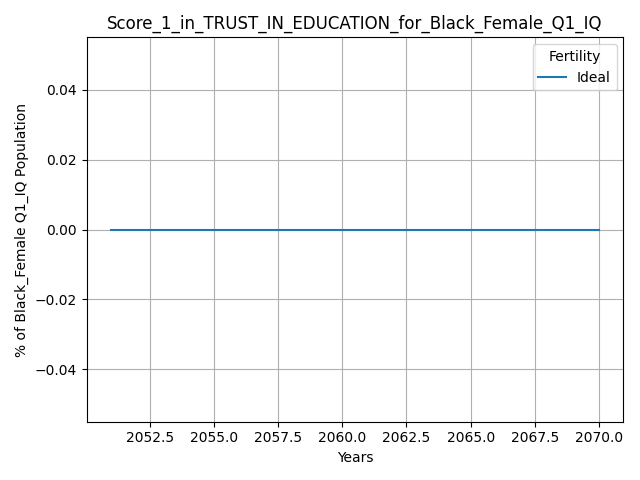 Score_1_in_TRUST_IN_EDUCATION_for_Black_Female_Q1_IQ
Fertility
Ideal
0.04
0.02
0.00
−0.02
−0.04
% of Black_Female Q1_IQ Population
2052.5 2055.0 2057.5 2060.0 2062.5 2065.0 2067.5 2070.0
Years